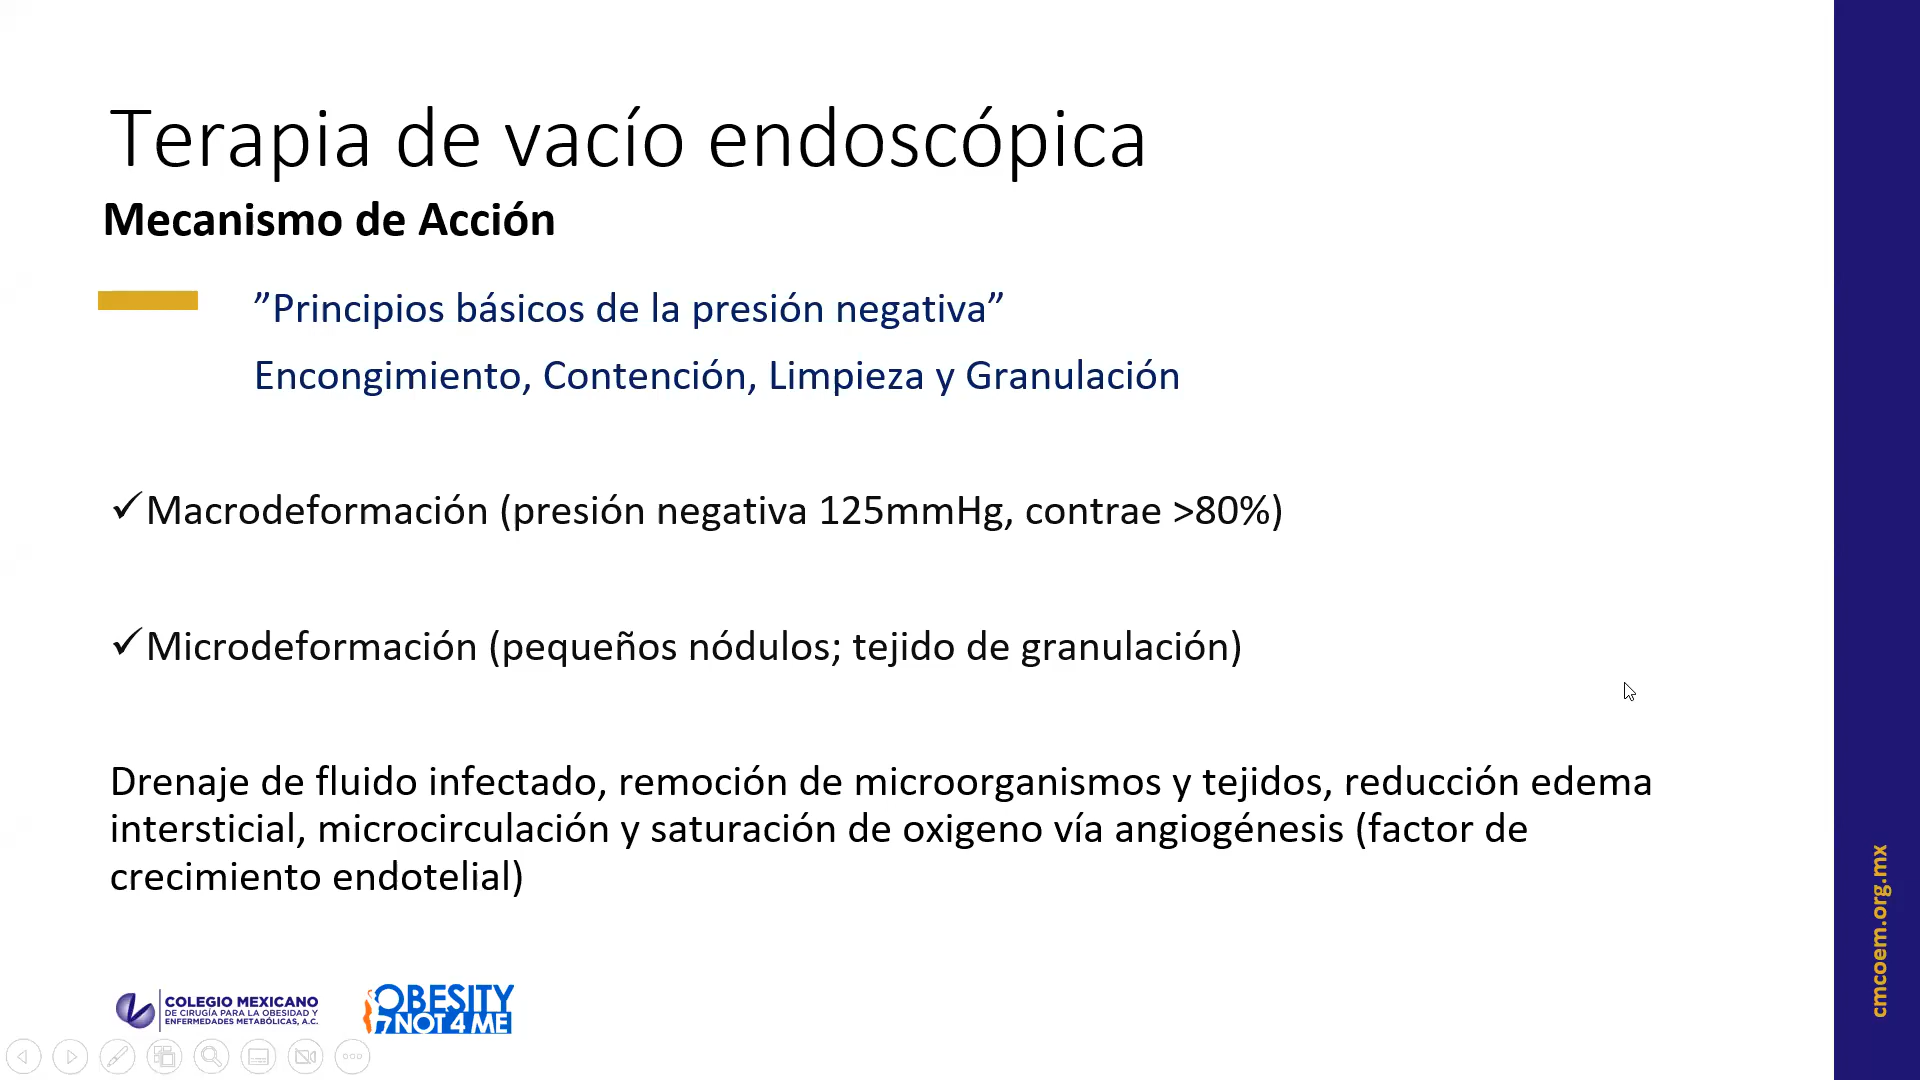 Terapia de vacío endoscópica
Mecanismo de Acción
”Principios básicos de la presión negativa”
Encongimiento, Contención, Limpieza y Granulación
✓Macrodeformación (presión negativa 125mmHg, contrae >80%)
✓Microdeformación (pequeños nódulos; tejido de granulación)
Drenaje de fluido infectado, remoción de microorganismos y tejidos, reducción edema
intersticial, microcirculación y saturación de oxigeno vía angiogénesis (factor de
crecimiento endotelial)
COLEGIO MEXICANO
DE CIRUGÍA PARA LA OBESIDAD Y
ENFERMEDADES METABÓLICAS, A.C.
OBESITY
NOT 4 ME
cmcoem.org.mx